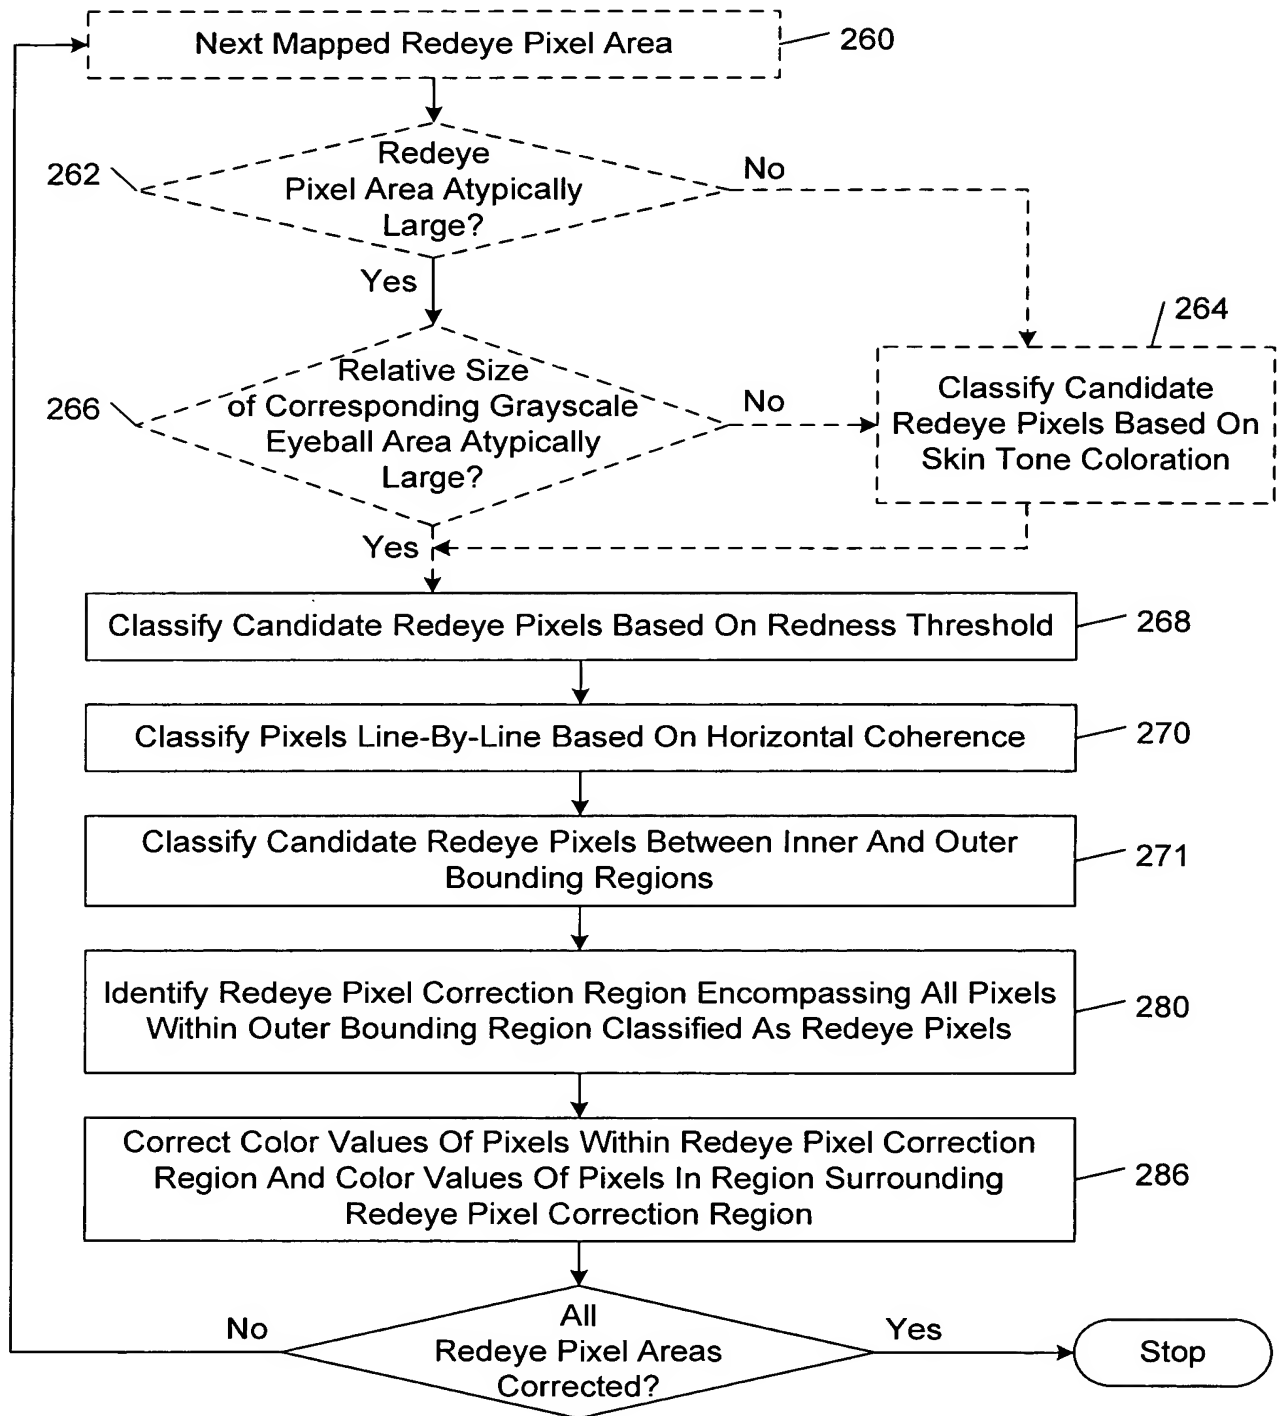 Next Mapped Redeye Pixel Area
260
Redeye
Pixel Area Atypically
Large?
262
No
Yes
264
Relative Size
of Corresponding Grayscale
Eyeball Area Atypically
Large?
266
No
Classify Candidate
Redeye Pixels Based On
Skin Tone Coloration
Yes
Classify Candidate Redeye Pixels Based On Redness Threshold
268
Classify Pixels Line-By-Line Based On Horizontal Coherence
270
Classify Candidate Redeye Pixels Between Inner And Outer
Bounding Regions
271
Identify Redeye Pixel Correction Region Encompassing All Pixels
Within Outer Bounding Region Classified As Redeye Pixels
280
Correct Color Values Of Pixels Within Redeye Pixel Correction
Region And Color Values Of Pixels In Region Surrounding
Redeye Pixel Correction Region
286
No
All
Redeye Pixel Areas
Corrected?
Yes
Stop